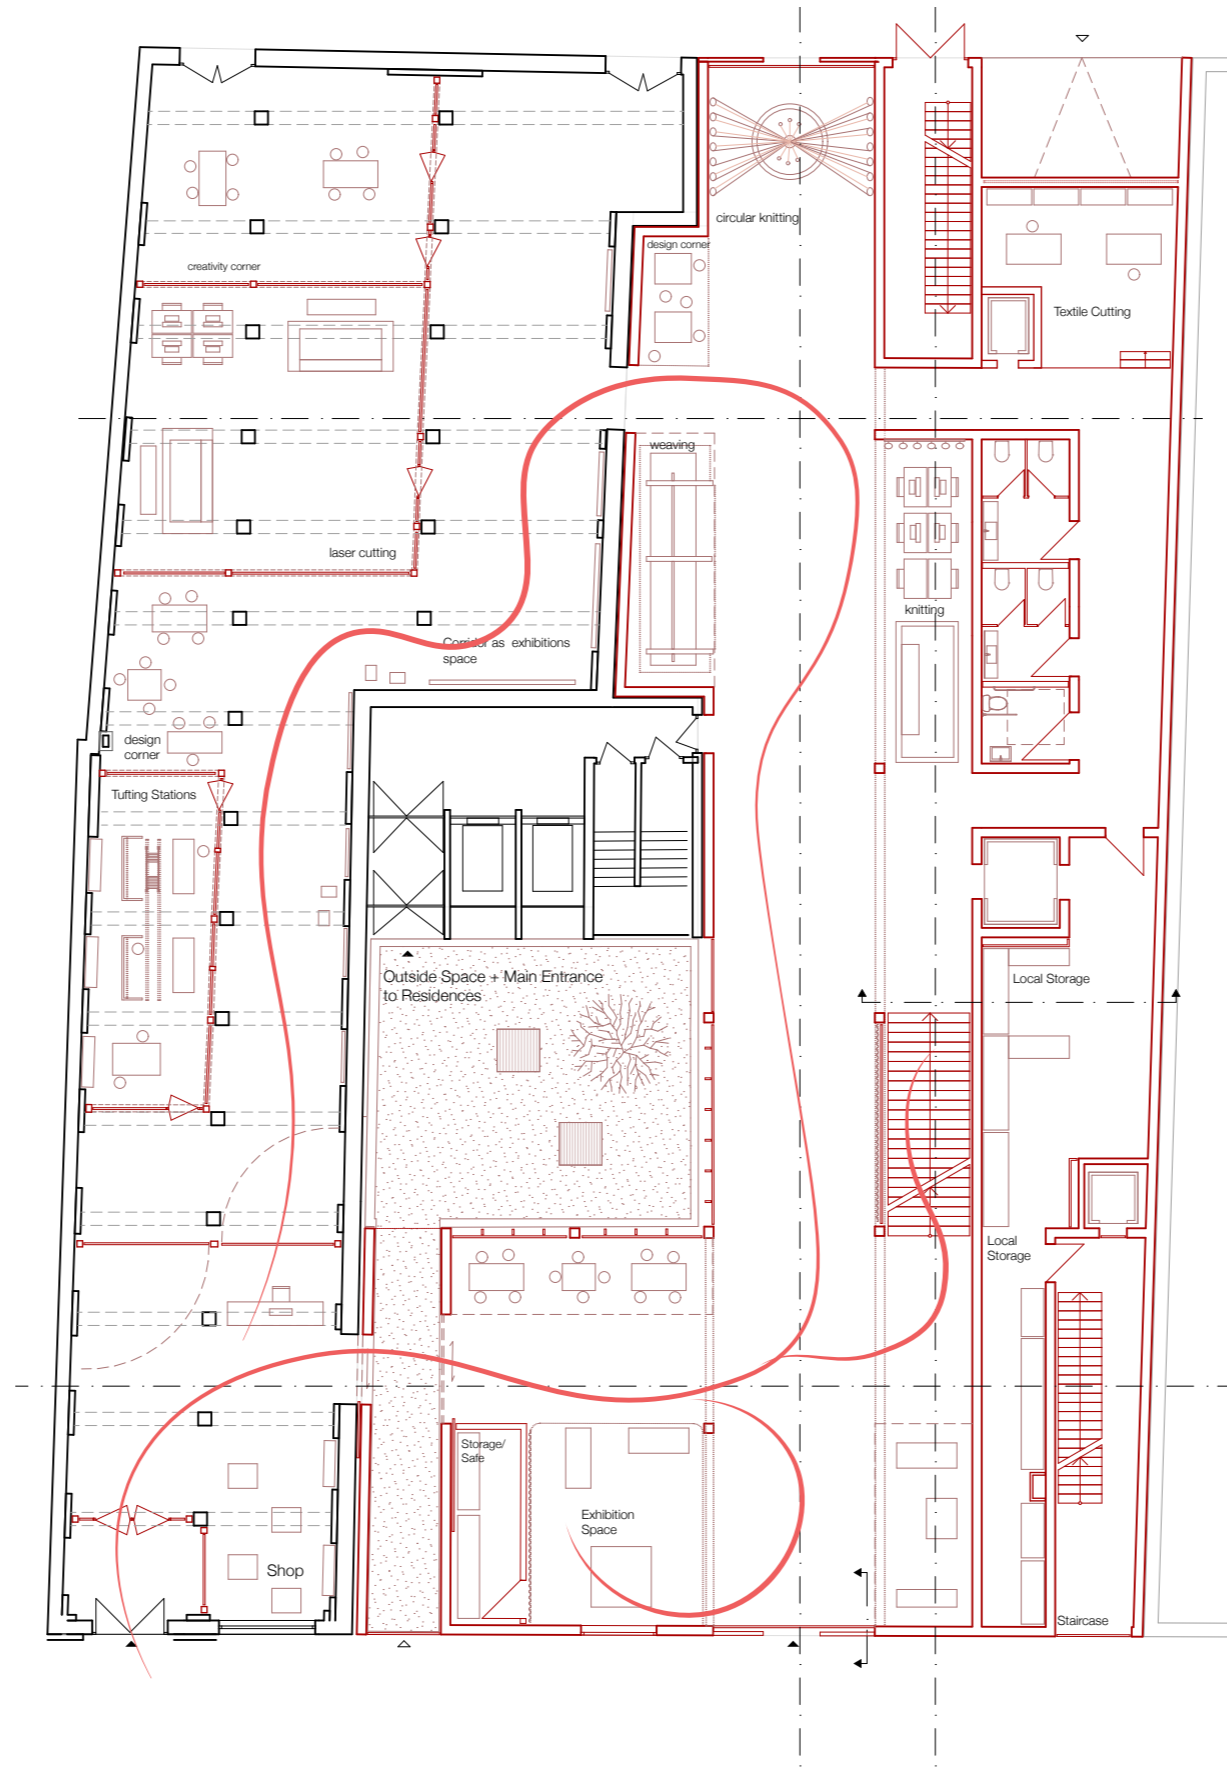 circular knitting
design corner
creativity corner
Textile Cutting
weaving
laser cutting
knitting
Corridor as exhibitions
space
design
corner
Tufting Stations
Outside Space + Main Entrance
to Residences
Local Storage
Local
Storage
Storage/
Safe
Exhibition
Space
Shop
Staircase